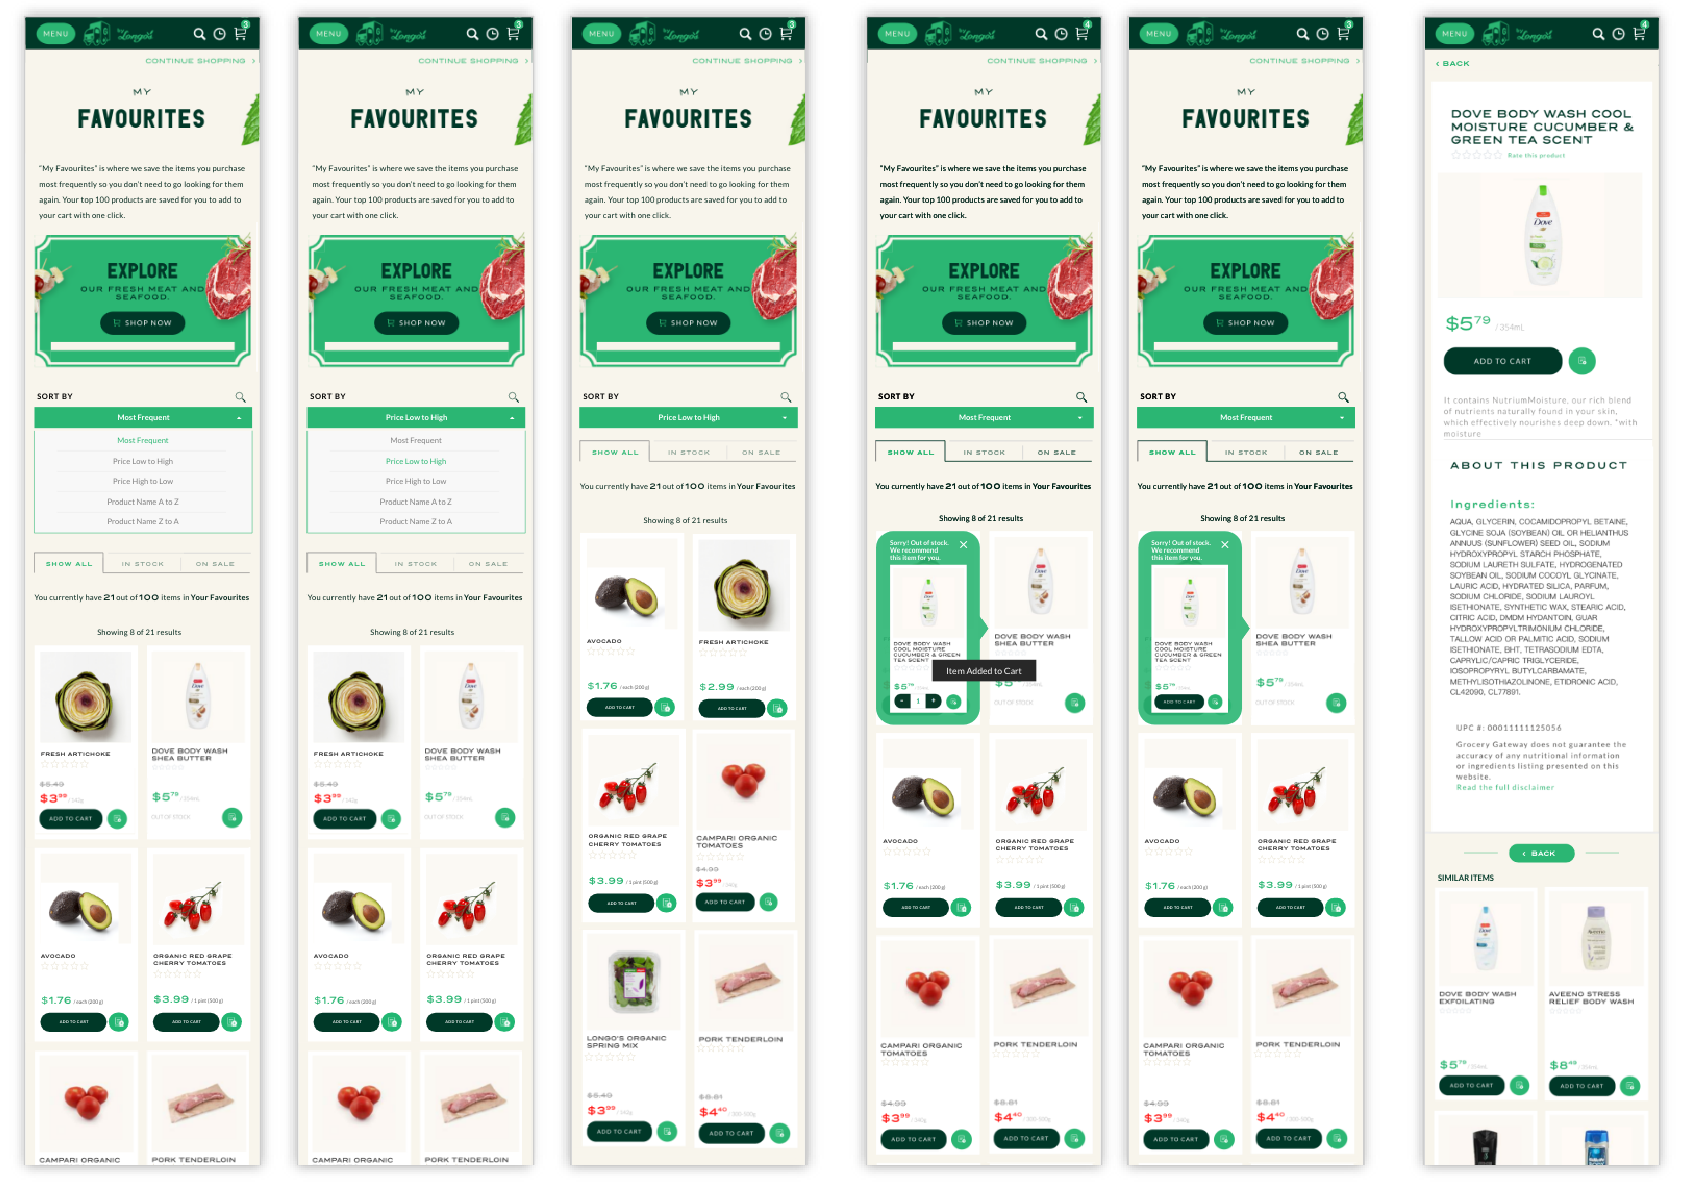 MENU
by Longo's
3
CONTINUE SHOPPING >
MY
FAVOURITES
"My Favourites" is where we save the items you purchase
most frequently so you don't need to go looking for them
again. Your top 100 products are saved for you to add to
your cart with one click.
EXPLORE
OUR FRESH MEAT AND
SEAFOOD.
SHOP NOW
SORT BY
Most Frequent
Most Frequent
Price Low to High
Price High to Low
Product Name A to Z
Product Name Z to A
SHOW ALL IN STOCK ON SALE
You currently have 21 out of 100 items in Your Favourites
Showing 8 of 21 results
FRESH ARTICHOKE
$5.49
$3.99 / 340g
ADD TO CART
DOVE BODY WASH
SHEA BUTTER
$5.79 / 354mL
OUT OF STOCK
AVOCADO
$1.76 / each (200 g)
ADD TO CART
ORGANIC RED GRAPE
CHERRY TOMATOES
$3.99 / 1 pint (500 g)
ADD TO CART
CAMPARI ORGANIC
PORK TENDERLOIN
MENU
by Longo's
3
CONTINUE SHOPPING >
MY
FAVOURITES
"My Favourites" is where we save the items you purchase
most frequently so you don't need to go looking for them
again. Your top 100 products are saved for you to add to
your cart with one click.
EXPLORE
OUR FRESH MEAT AND
SEAFOOD.
SHOP NOW
SORT BY
Price Low to High
Most Frequent
Price Low to High
Price High to Low
Product Name A to Z
Product Name Z to A
SHOW ALL IN STOCK ON SALE
You currently have 21 out of 100 items in Your Favourites
Showing 8 of 21 results
FRESH ARTICHOKE
$5.49
$3.99
ADD TO CART
DOVE BODY WASH
SHEA BUTTER
$5.79 / 354mL
OUT OF STOCK
AVOCADO
$1.76 / each (200 g)
ADD TO CART
ORGANIC RED GRAPE
CHERRY TOMATOES
$3.99 / 1 pint (500 g)
ADD TO CART
CAMPARI ORGANIC
PORK TENDERLOIN
MENU
by Longo's
3
CONTINUE SHOPPING >
MY
FAVOURITES
"My Favourites" is where we save the items you purchase
most frequently so you don't need to go looking for them
again. Your top 100 products are saved for you to add to
your cart with one click.
EXPLORE
OUR FRESH MEAT AND
SEAFOOD.
SHOP NOW
SORT BY
Price Low to High
SHOW ALL IN STOCK ON SALE
You currently have 21 out of 100 items in Your Favourites
Showing 8 of 21 results
AVOCADO
$1.76 / each (200 g)
ADD TO CART
FRESH ARTICHOKE
$2.99 / each (200 g)
ADD TO CART
ORGANIC RED GRAPE
CHERRY TOMATOES
$3.99 / 1 pint (500 g)
ADD TO CART
CAMPARI ORGANIC
TOMATOES
$4.99
$3.99 / 340g
ADD TO CART
LONGO'S ORGANIC
SPRING MIX
$5.49
$3.99
ADD TO CART
PORK TENDERLOIN
$8.81
$4.40 / 300-500g
ADD TO CART
MENU
by Longo's
4
CONTINUE SHOPPING >
MY
FAVOURITES
"My Favourites" is where we save the items you purchase
most frequently so you don't need to go looking for them
again. Your top 100 products are saved for you to add to
your cart with one click.
EXPLORE
OUR FRESH MEAT AND
SEAFOOD.
SHOP NOW
SORT BY
Most Frequent
SHOW ALL IN STOCK ON SALE
You currently have 21 out of 100 items in Your Favourites
Showing 8 of 21 results
Sorry! Out of stock.
We recommend
this item for you.
DOVE BODY WASH
COOL MOISTURE
CUCUMBER & GREEN
TEA SCENT
$5.79
- 1 +
DOVE BODY WASH
SHEA BUTTER
Item Added to Cart
$5 / 354mL
OUT OF STOCK
AVOCADO
$1.76 / each (200 g)
ADD TO CART
ORGANIC RED GRAPE
CHERRY TOMATOES
$3.99 / 1 pint (500 g)
ADD TO CART
CAMPARI ORGANIC
TOMATOES
$4.99
$3.99 / 340g
ADD TO CART
PORK TENDERLOIN
$8.81
$4.40 / 300-500g
ADD TO CART
MENU
by Longo's
3
CONTINUE SHOPPING >
MY
FAVOURITES
"My Favourites" is where we save the items you purchase
most frequently so you don't need to go looking for them
again. Your top 100 products are saved for you to add to
your cart with one click.
EXPLORE
OUR FRESH MEAT AND
SEAFOOD.
SHOP NOW
SORT BY
Most Frequent
SHOW ALL IN STOCK ON SALE
You currently have 21 out of 100 items in Your Favourites
Showing 8 of 21 results
Sorry! Out of stock.
We recommend
this item for you.
DOVE BODY WASH
COOL MOISTURE
CUCUMBER & GREEN
TEA SCENT
$5.79
ADD TO CART
DOVE BODY WASH
SHEA BUTTER
$5.79 / 354mL
OUT OF STOCK
AVOCADO
$1.76 / each (200 g)
ADD TO CART
ORGANIC RED GRAPE
CHERRY TOMATOES
$3.99 / 1 pint (500 g)
ADD TO CART
CAMPARI ORGANIC
TOMATOES
$4.99
$3.99 / 340g
ADD TO CART
PORK TENDERLOIN
$8.81
$4.40 / 300-500g
ADD TO CART
MENU
by Longo's
4
< BACK
DOVE BODY WASH COOL
MOISTURE CUCUMBER &
GREEN TEA SCENT
Rate this product
Dove
$5.79 / 354mL
ADD TO CART
It contains NutriumMoisture, our rich blend
of nutrients naturally found in your skin,
which effectively nourishes deep down. *with
moisture
ABOUT THIS PRODUCT
Ingredients:
AQUA, GLYCERIN, COCAMIDOPROPYL BETAINE,
GLYCINE SOJA (SOYBEAN) OIL OR HELIANTHUS
ANNUUS (SUNFLOWER) SEED OIL, SODIUM
HYDROXYPROPYL STARCH PHOSPHATE,
SODIUM LAURETH SULFATE, HYDROGENATED
SOYBEAN OIL, SODIUM COCOYL GLYCINATE,
LAURIC ACID, HYDRATED SILICA, PARFUM,
SODIUM CHLORIDE, SODIUM LAUROYL
ISETHIONATE, SYNTHETIC WAX, STEARIC ACID,
CITRIC ACID, DMDM HYDANTOIN, GUAR
HYDROXYPROPYLTRIMONIUM CHLORIDE,
TALLOW ACID OR PALMITIC ACID, SODIUM
ISETHIONATE, BHT, TETRASODIUM EDTA,
CAPRYLIC/CAPRIC TRIGLYCERIDE,
IODOPROPYNYL BUTYLCARBAMATE,
METHYLISOTHIAZOLINONE, ETIDRONIC ACID,
CI42090, CL77891.
UPC #: 00011111125056
Grocery Gateway does not guarantee the
accuracy of any nutritional information
or ingredients listing presented on this
website.
Read the full disclaimer
< BACK
SIMILAR ITEMS
DOVE BODY WASH
EXFOLIATING
$5.79 / 354mL
ADD TO CART
AVEENO STRESS
RELIEF BODY WASH
$8.49 / 354mL
ADD TO CART